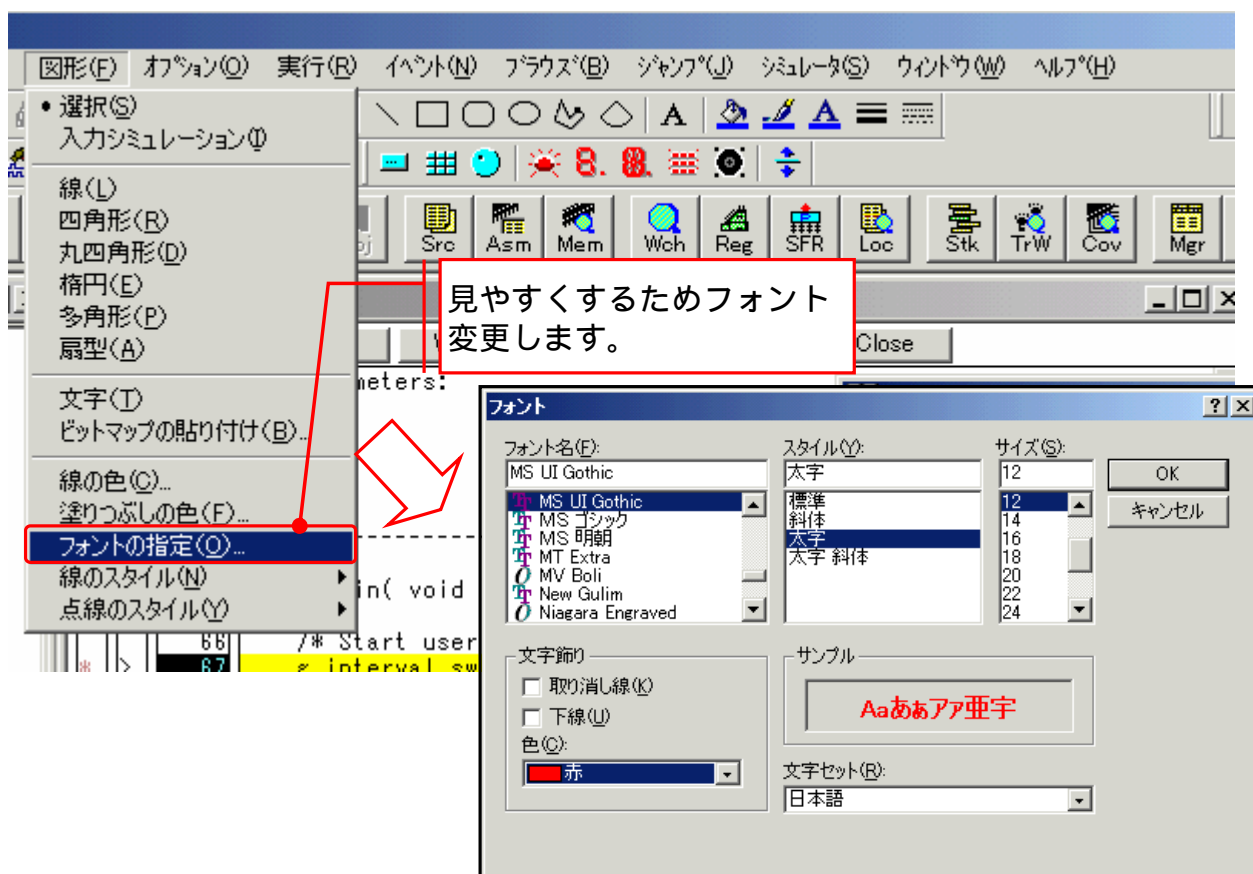 図形(F) オプション(O) 実行(R) イベント(N) ブラウズ(B) ジャンプ(J) シミュレータ(S) ウィンドウ(W) ヘルプ(H)
選択(S)
入力シミュレーション(I)
線(L)
四角形(R)
丸四角形(D)
楕円(E)
多角形(P)
扇型(A)
文字(T)
ビットマップの貼り付け(B)...
線の色(C)...
塗りつぶしの色(F)...
フォントの指定(O)...
線のスタイル(N)
点線のスタイル(Y)
A A
8. 8.
Src Asm Mem Wch Reg SFR Loc Stk TrW Cov Mgr
見やすくするためフォント
変更します。
Close
meters:
in( void
66 /* Start user
67 interval sw
フォント
フォント名(F):
MS UI Gothic
MS UI Gothic
MS ゴシック
MS 明朝
MT Extra
MV Boli
New Gulim
Niagara Engraved
スタイル(Y):
太字
標準
斜体
太字
太字 斜体
サイズ(S):
12
12
14
16
18
20
22
24
OK
キャンセル
文字飾り
取り消し線(K)
下線(U)
色(C):
赤
サンプル
Aaあぁアァ亜宇
文字セット(R):
日本語